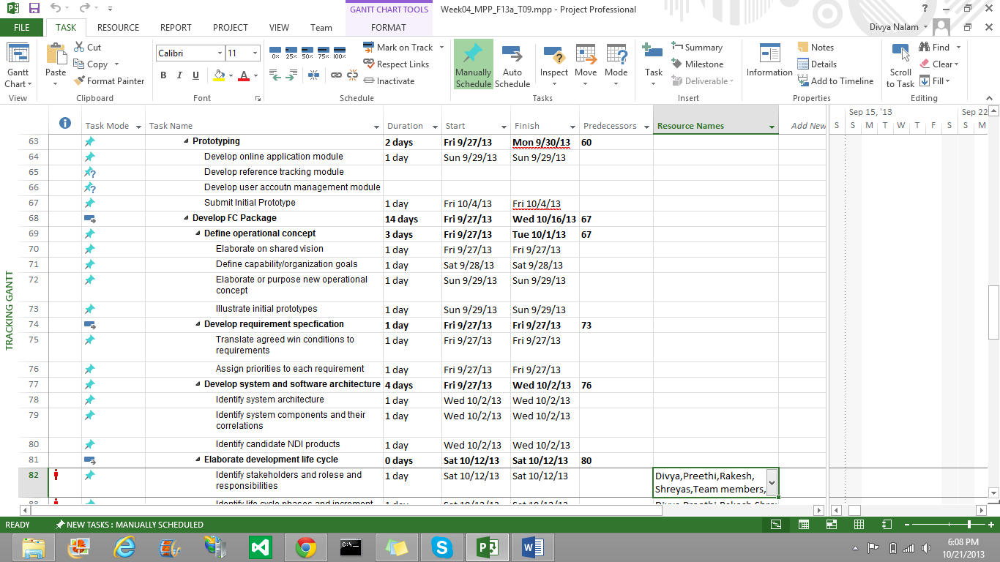 GANTT CHART TOOLS
Week04_MPP_F13a_T09.mpp - Project Professional
FILE TASK RESOURCE REPORT PROJECT VIEW Team FORMAT
Divya Nalam
Gantt Chart
View
Paste
Cut
Copy
Format Painter
Clipboard
Calibri 11
B I U A
Font
0% 25% 50% 75% 100%
Mark on Track
Respect Links
Inactivate
Schedule
Manually Schedule
Auto Schedule
Inspect
Move
Mode
Tasks
Task
Summary
Milestone
Deliverable
Insert
Information
Notes
Details
Add to Timeline
Properties
Scroll to Task
Find
Clear
Fill
Editing
Task Mode Task Name Duration Start Finish Predecessors Resource Names Add New
Sep 15, '13 Sep 22
S S M T W T F S S M
TRACKING GANTT
63 Prototyping 2 days Fri 9/27/13 Mon 9/30/13 60
64 Develop online application module 1 day Sun 9/29/13 Sun 9/29/13
65 Develop reference tracking module
66 Develop user accoutn management module
67 Submit Initial Prototype 1 day Fri 10/4/13 Fri 10/4/13
68 Develop FC Package 14 days Fri 9/27/13 Wed 10/16/13 67
69 Define operational concept 3 days Fri 9/27/13 Tue 10/1/13 67
70 Elaborate on shared vision 1 day Fri 9/27/13 Fri 9/27/13
71 Define capability/organization goals 1 day Sat 9/28/13 Sat 9/28/13
72 Elaborate or purpose new operational 1 day Sun 9/29/13 Sun 9/29/13
concept
73 Illustrate initial prototypes 1 day Sun 9/29/13 Sun 9/29/13
74 Develop requirement specfication 1 day Fri 9/27/13 Fri 9/27/13 73
75 Translate agreed win conditions to 1 day Fri 9/27/13 Fri 9/27/13
requirements
76 Assign priorities to each requirement 1 day Fri 9/27/13 Fri 9/27/13
77 Develop system and software architecture 4 days Fri 9/27/13 Wed 10/2/13 76
78 Identify system architecture 1 day Wed 10/2/13 Wed 10/2/13
79 Identify system components and their 1 day Wed 10/2/13 Wed 10/2/13
correlations
80 Identify candidate NDI products 1 day Wed 10/2/13 Wed 10/2/13
81 Elaborate development life cycle 0 days Sat 10/12/13 Sat 10/12/13 80
82 Identify stakeholders and rolese and 1 day Sat 10/12/13 Sat 10/12/13 Divya,Preethi,Rakesh,
responsibilities Shreyas,Team members,
83 Identify life cycle phases and increment 1 day Sat 10/12/13 Sat 10/12/13 Divya,Preethi,Rakesh,Shrey
READY NEW TASKS : MANUALLY SCHEDULED
6:08 PM
10/21/2013